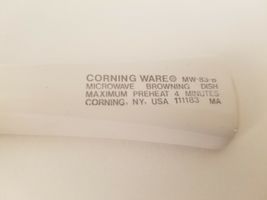 CORNING WARE® MW-83-B
MICROWAVE BROWNING DISH
MAXIMUM PREHEAT 4 MINUTES
CORNING, NY, USA 111183 MA